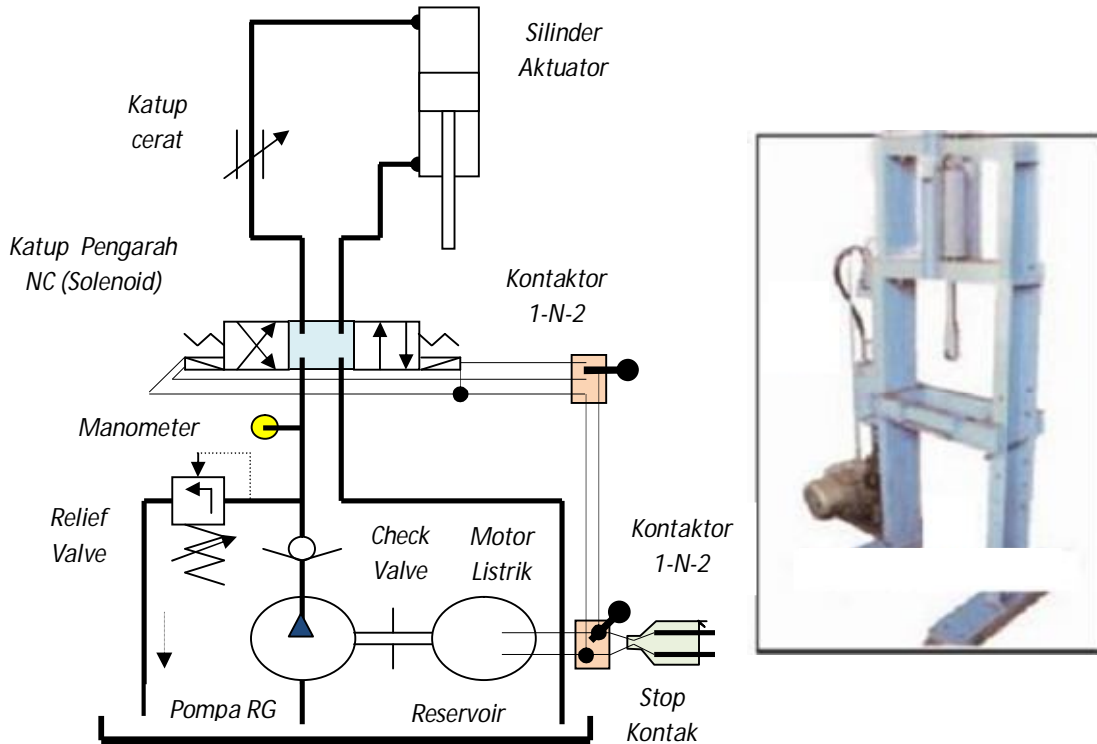 Silinder
Aktuator
Katup
cerat
Katup Pengarah
NC (Solenoid)
Kontaktor
1-N-2
Manometer
Relief
Valve
Check
Valve
Motor
Listrik
Kontaktor
1-N-2
Pompa RG
Reservoir
Stop
Kontak